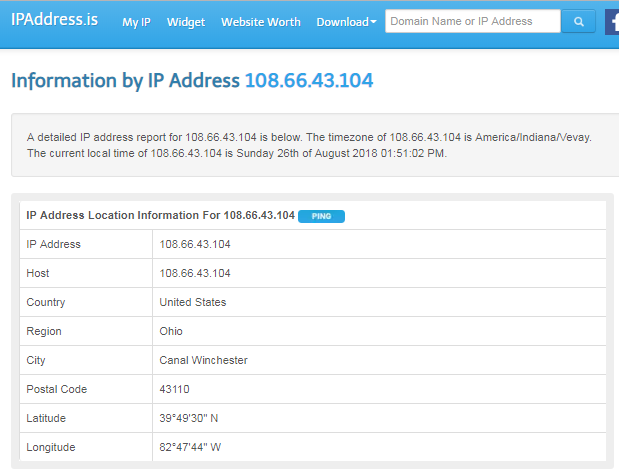 IPAddress.is My IP Widget Website Worth Download Domain Name or IP Address
Information by IP Address 108.66.43.104
A detailed IP address report for 108.66.43.104 is below. The timezone of 108.66.43.104 is America/Indiana/Vevay.
The current local time of 108.66.43.104 is Sunday 26th of August 2018 01:51:02 PM.
IP Address Location Information For 108.66.43.104 PING
IP Address 108.66.43.104
Host 108.66.43.104
Country United States
Region Ohio
City Canal Winchester
Postal Code 43110
Latitude 39°49'30" N
Longitude 82°47'44" W